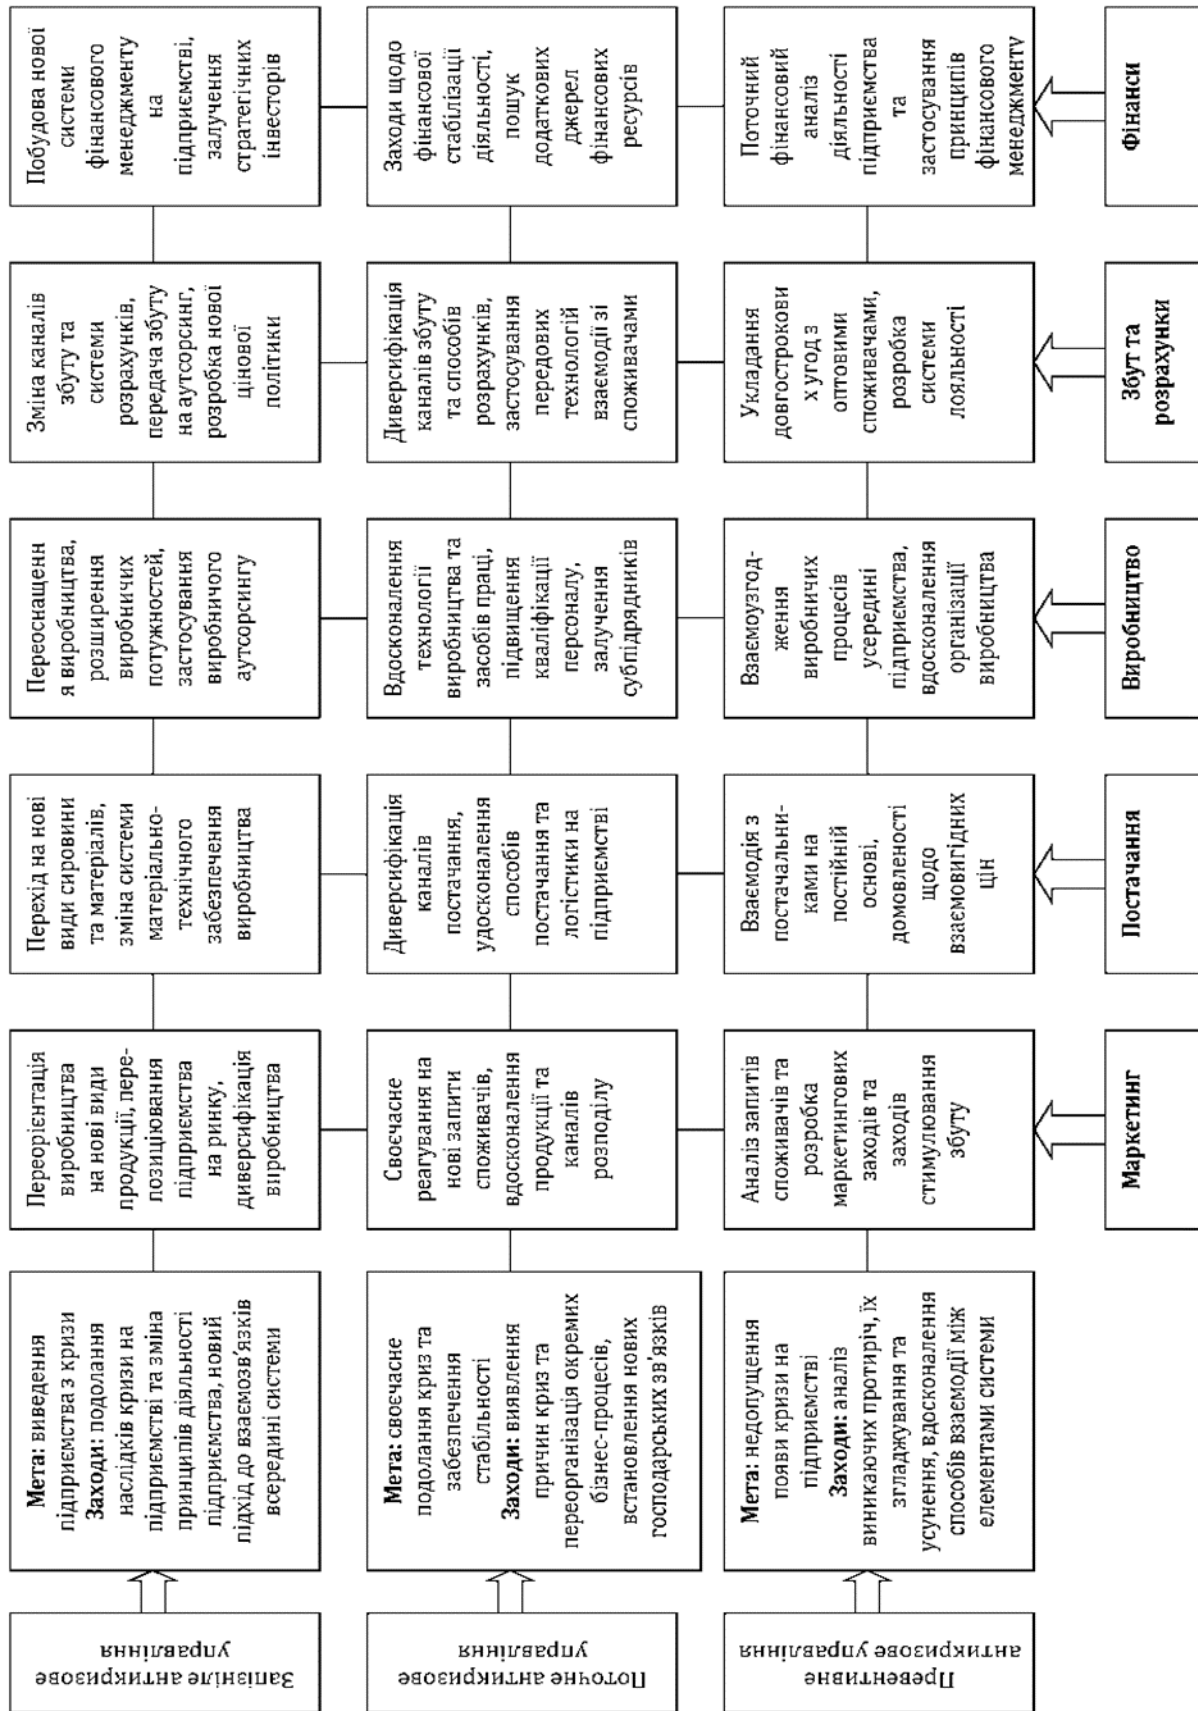 Запізніле антикризове
управління
Мета: виведення
підприємства з кризи
Заходи: подолання
наслідків кризи на
підприємстві та зміна
принципів діяльності
підприємства, новий
підхід до взаємозв'язків
всередині системи
Переорієнтація
виробництва
на нові види
продукції, пере-
позиціювання
підприємства
на ринку,
диверсифікація
виробництва
Перехід на нові
види сировини
та матеріалів,
зміна системи
матеріально-
технічного
забезпечення
виробництва
Переоснащенн
я виробництва,
розширення
виробничих
потужностей,
застосування
виробничого
аутсорсингу
Зміна каналів
збуту та
системи
розрахунків,
передача збуту
на ауторсинг,
розробка нової
цінової
політики
Побудова нової
системи
фінансового
менеджменту
на
підприємстві,
залучення
стратегічних
інвесторів
Поточне антикризове
управління
Мета: своєчасне
подолання криз та
забезпечення
стабільності
Заходи: виявлення
причин криз та
переорганізація окремих
бізнес-процесів,
встановлення нових
господарських зв'язків
Своєчасне
реагування на
нові запити
споживачів,
вдосконалення
продукції та
каналів
розподілу
Диверсифікація
каналів
постачання,
удосконалення
способів
постачання та
логістики на
підприємстві
Вдосконалення
технології
виробництва та
засобів праці,
підвищення
кваліфікації
персоналу,
залучення
субпідрядників
Диверсифікація
каналів збуту
та способів
розрахунків,
застосування
передових
технологій
взаємодії зі
споживачами
Заходи щодо
фінансової
стабілізації
діяльності,
пошук
додаткових
джерел
фінансових
ресурсів
Превентивне
антикризове управління
Мета: недопущення
появи кризи на
підприємстві
Заходи: аналіз
виникаючих протиріч, їх
згладжування та
усунення, вдосконалення
способів взаємодії між
елементами системи
Аналіз запитів
споживачів та
розробка
маркетингових
заходів та
заходів
стимулювання
збуту
Взаємодія з
постачальни-
ками на
постійній
основі,
домовленості
щодо
взаємовигідних
цін
Взаємоузгод-
ження
виробничих
процесів
усередині
підприємства,
вдосконалення
організації
виробництва
Укладання
довгострокови
х угод з
оптовими
споживачами,
розробка
системи
лояльності
Поточний
фінансовий
аналіз
діяльності
підприємства
та
застосування
принципів
фінансового
менеджменту
Маркетинг
Постачання
Виробництво
Збут та
розрахунки
Фінанси